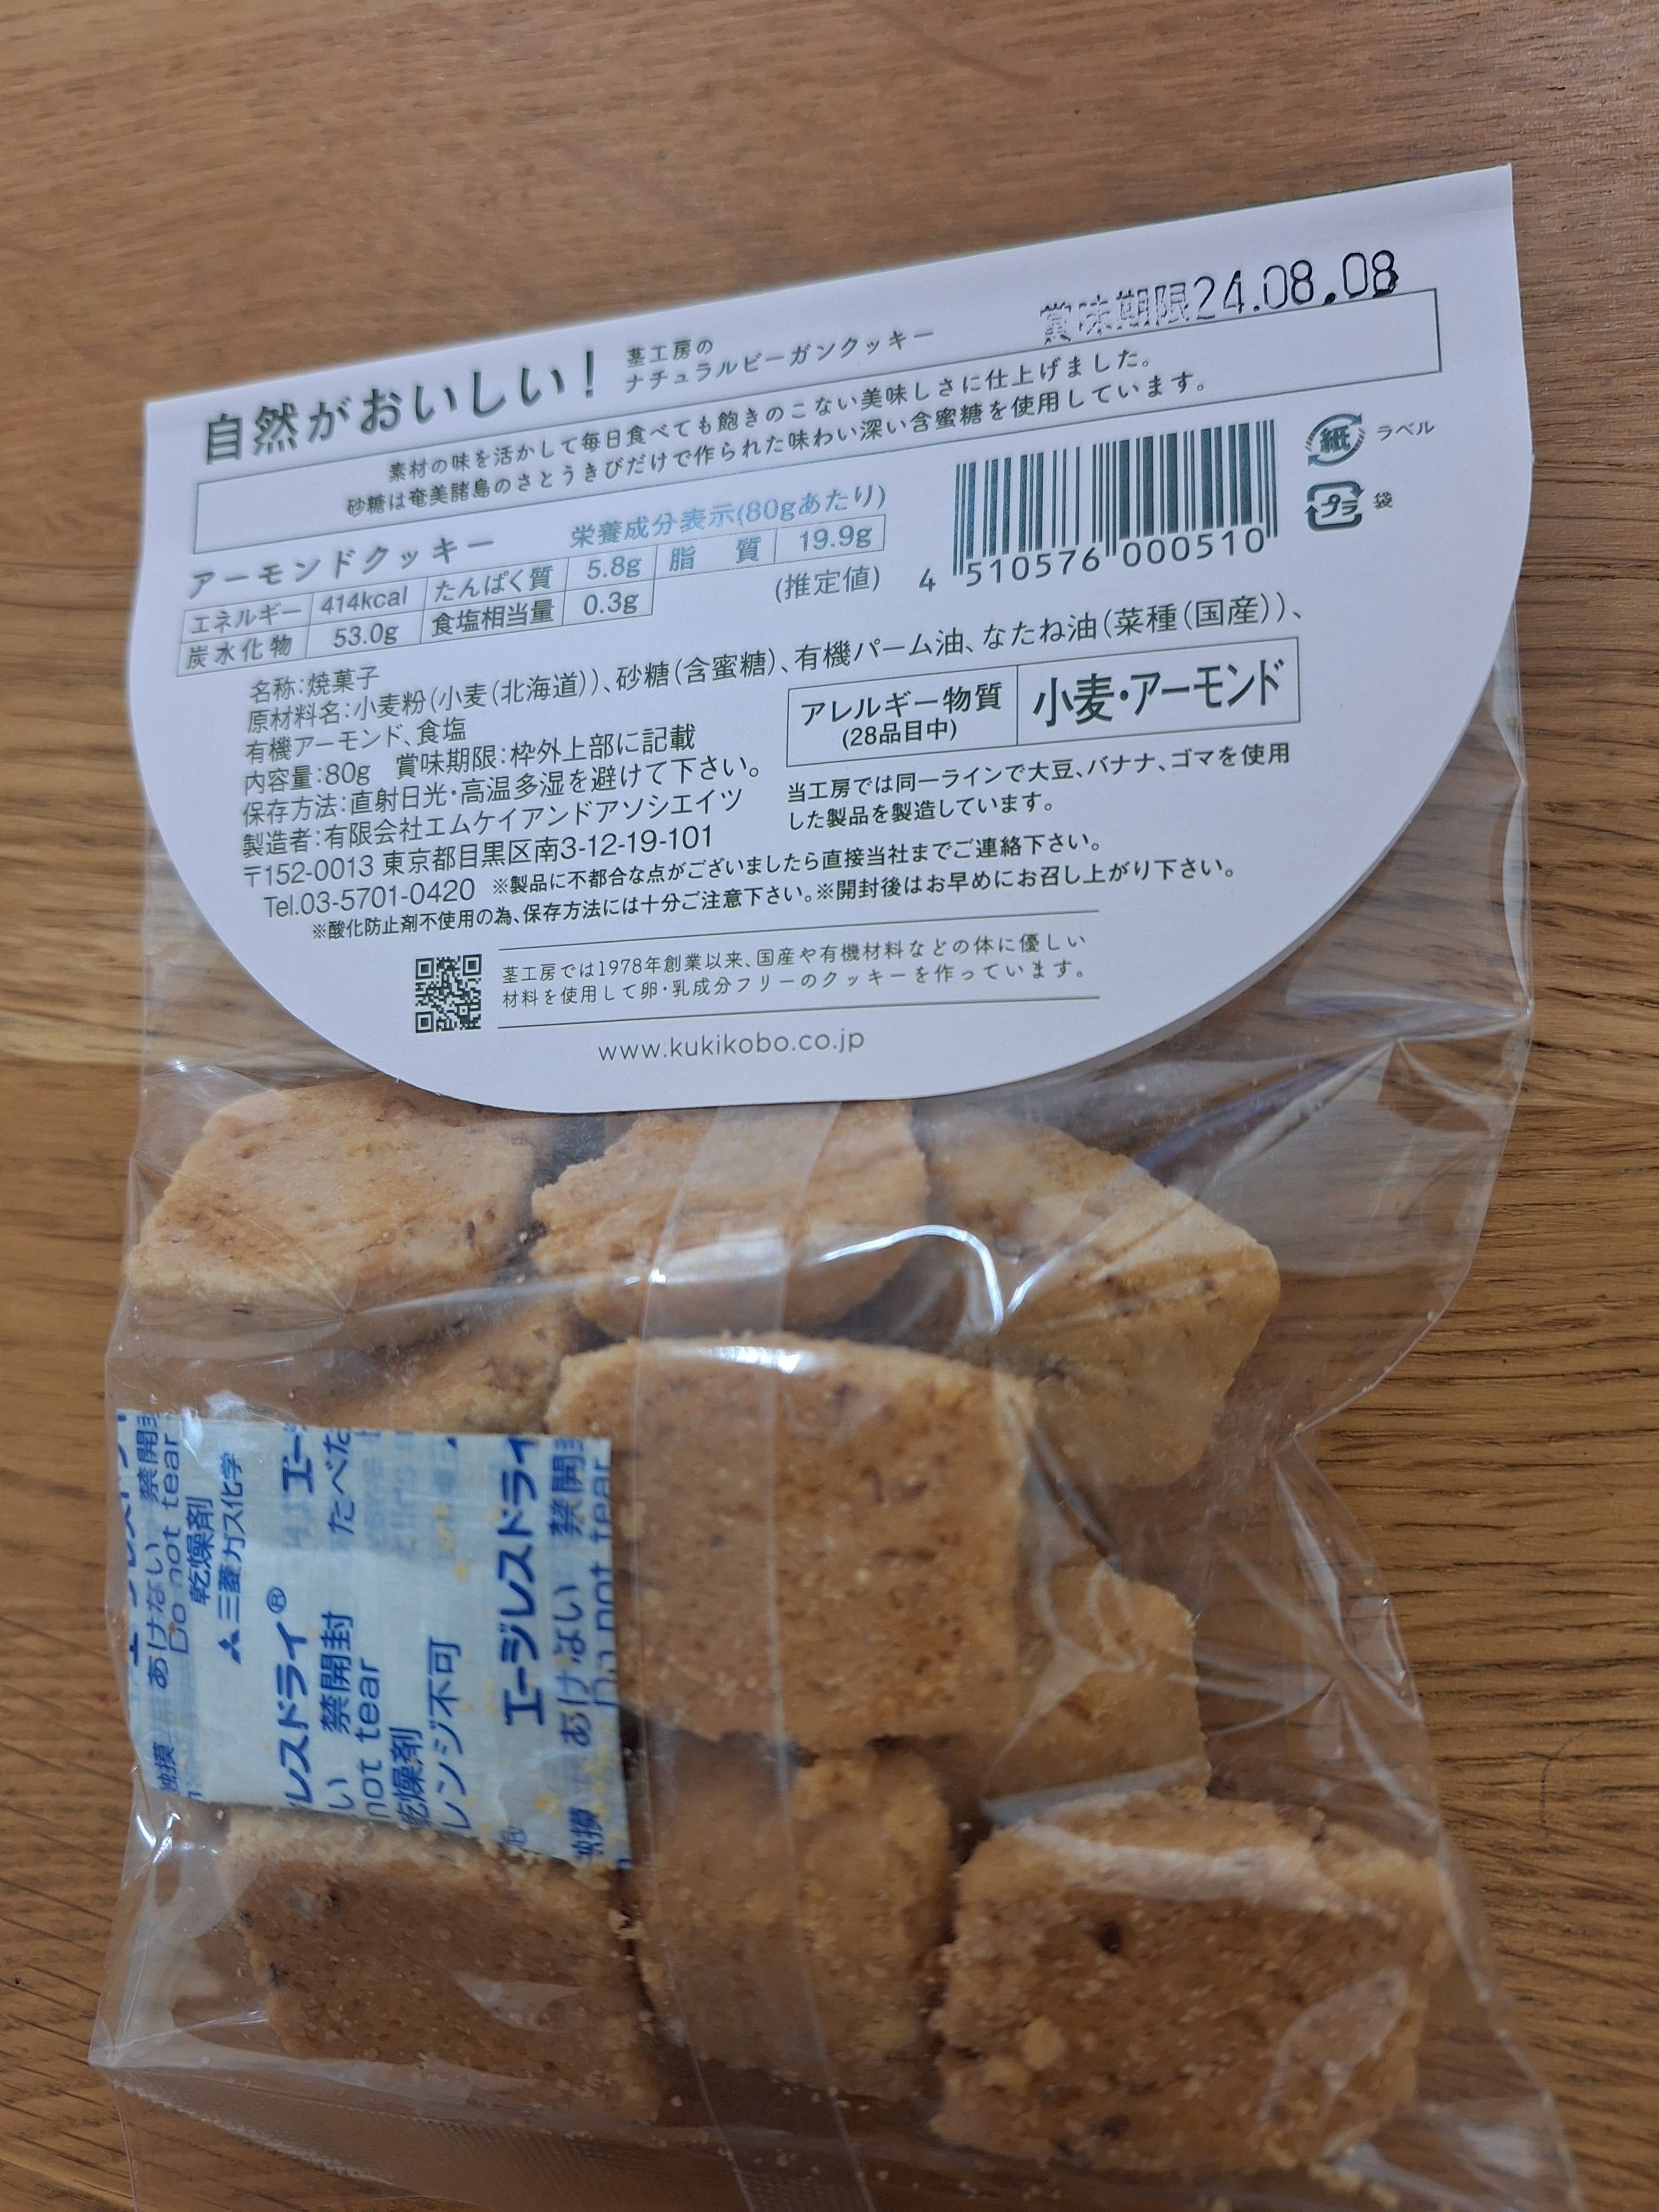 賞味期限24.08.08
自然がおいしい!
茎工房の
ナチュラルビーガンクッキー
素材の味を活かして毎日食べても飽きのこない美味しさに仕上げました。
砂糖は奄美諸島のさとうきびだけで作られた味わい深い含蜜糖を使用しています。
アーモンドクッキー
栄養成分表示(80gあたり)
エネルギー 414kcal たんぱく質 5.8g 脂 質 19.9g
炭水化物 53.0g 食塩相当量 0.3g (推定値)
4 510576 000510
紙 ラベル
プラ 袋
名称:焼菓子
原材料名:小麦粉(小麦(北海道))、砂糖(含蜜糖)、有機パーム油、なたね油(菜種(国産))、
有機アーモンド、食塩
内容量:80g 賞味期限:枠外上部に記載
保存方法:直射日光・高温多湿を避けて下さい。
製造者:有限会社エムケイアンドアソシエイツ
〒152-0013 東京都目黒区南3-12-19-101
Tel.03-5701-0420 ※製品に不都合な点がございましたら直接当社までご連絡下さい。
※酸化防止剤不使用の為、保存方法には十分ご注意下さい。※開封後はお早めにお召し上がり下さい。
アレルギー物質
(28品目中)
小麦・アーモンド
当工房では同一ラインで大豆、バナナ、ゴマを使用
した製品を製造しています。
茎工房では1978年創業以来、国産や有機材料などの体に優しい
材料を使用して卵・乳成分フリーのクッキーを作っています。
www.kukikobo.co.jp
あけない 禁開封
Do not tear
乾燥剤
三菱ガス化学
エー
たべた
レスドライ®
い 禁開封
not tear
乾燥剤
レンジ不可
エージレスドライ
あけない 禁開封
Do not tear